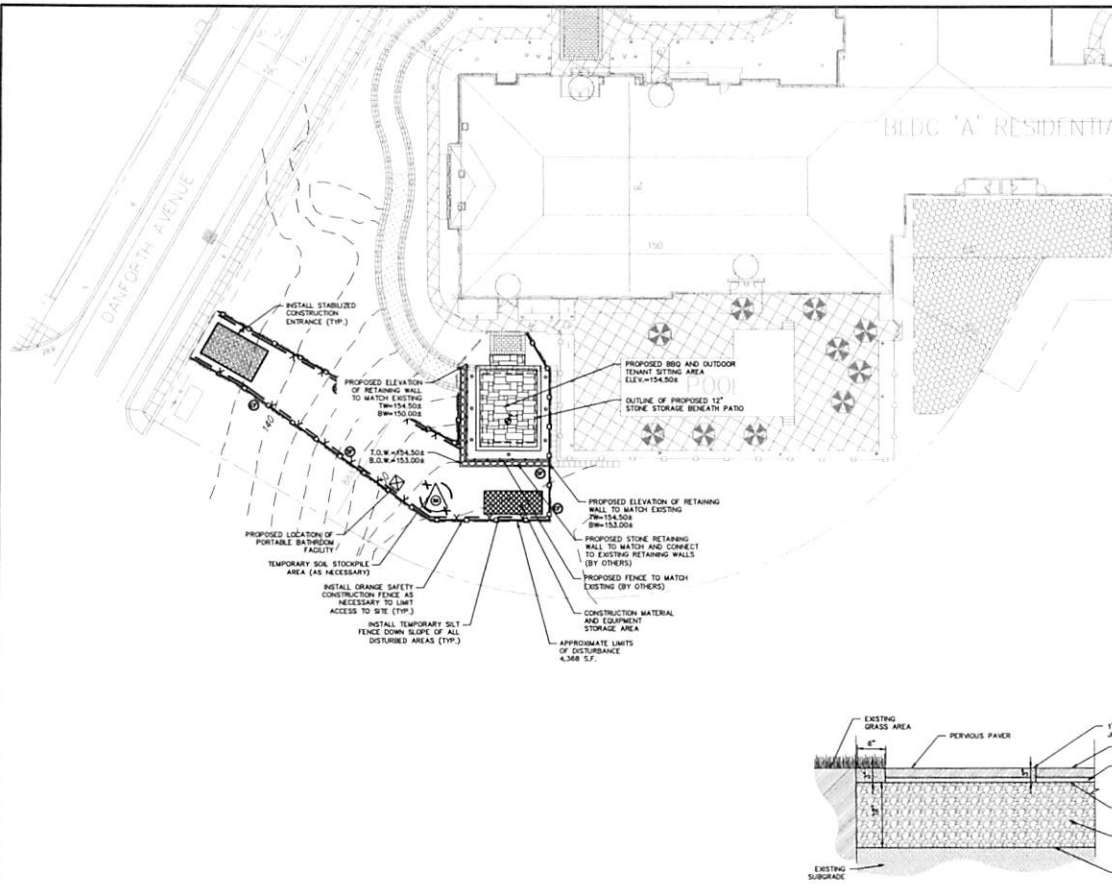 BLDG 'A' RESIDENTIA
DANFORTH AVENUE
150
INSTALL STABILIZED
CONSTRUCTION
ENTRANCE (TYP.)
PROPOSED ELEVATION
OF RETAINING WALL
TO MATCH EXISTING
TW=154.50±
BW=150.00±
PROPOSED BBQ AND OUTDOOR
TENANT SITTING AREA
ELEV.=154.50±
POOL
OUTLINE OF PROPOSED 12"
STONE STORAGE BENEATH PATIO
140
T.O.W.=154.50±
B.O.W.=153.00±
PROPOSED ELEVATION OF RETAINING
WALL TO MATCH EXISTING
TW=154.50±
BW=153.00±
PROPOSED LOCATION OF
PORTABLE BATHROOM
FACILITY
PROPOSED STONE RETAINING
WALL TO MATCH AND CONNECT
TO EXISTING RETAINING WALLS
(BY OTHERS)
TEMPORARY SOIL STOCKPILE
AREA (AS NECESSARY)
PROPOSED FENCE TO MATCH
EXISTING (BY OTHERS)
INSTALL ORANGE SAFETY
CONSTRUCTION FENCE AS
NECESSARY TO LIMIT
ACCESS TO SITE (TYP.)
CONSTRUCTION MATERIAL
AND EQUIPMENT
STORAGE AREA
INSTALL TEMPORARY SILT
FENCE DOWN SLOPE OF ALL
DISTURBED AREAS (TYP.)
APPROXIMATE LIMITS
OF DISTURBANCE
4,368 S.F.
EXISTING
GRASS AREA
PERVIOUS PAVER
6"
12"
EXISTING
SUBGRADE